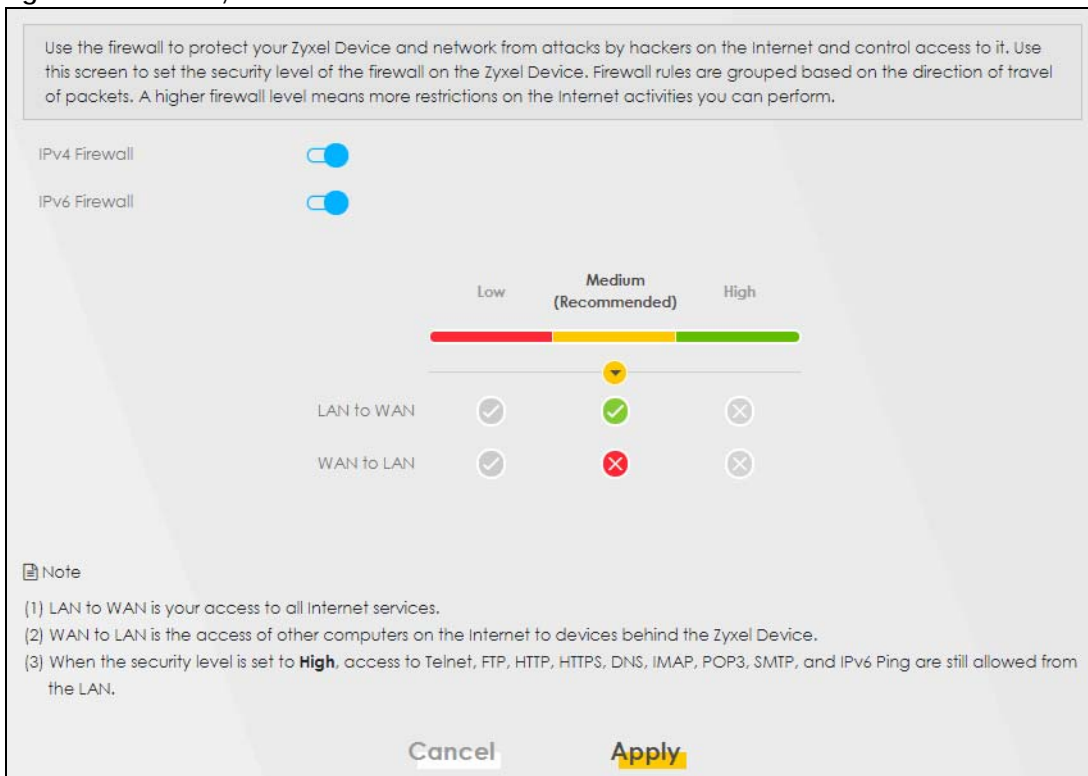 Use the firewall to protect your Zyxel Device and network from attacks by hackers on the Internet and control access to it. Use
this screen to set the security level of the firewall on the Zyxel Device. Firewall rules are grouped based on the direction of travel
of packets. A higher firewall level means more restrictions on the Internet activities you can perform.
IPv4 Firewall
IPv6 Firewall
Low
Medium
(Recommended)
High
LAN to WAN
WAN to LAN
Note
(1) LAN to WAN is your access to all Internet services.
(2) WAN to LAN is the access of other computers on the Internet to devices behind the Zyxel Device.
(3) When the security level is set to High, access to Telnet, FTP, HTTP, HTTPS, DNS, IMAP, POP3, SMTP, and IPv6 Ping are still allowed from
the LAN.
Cancel
Apply